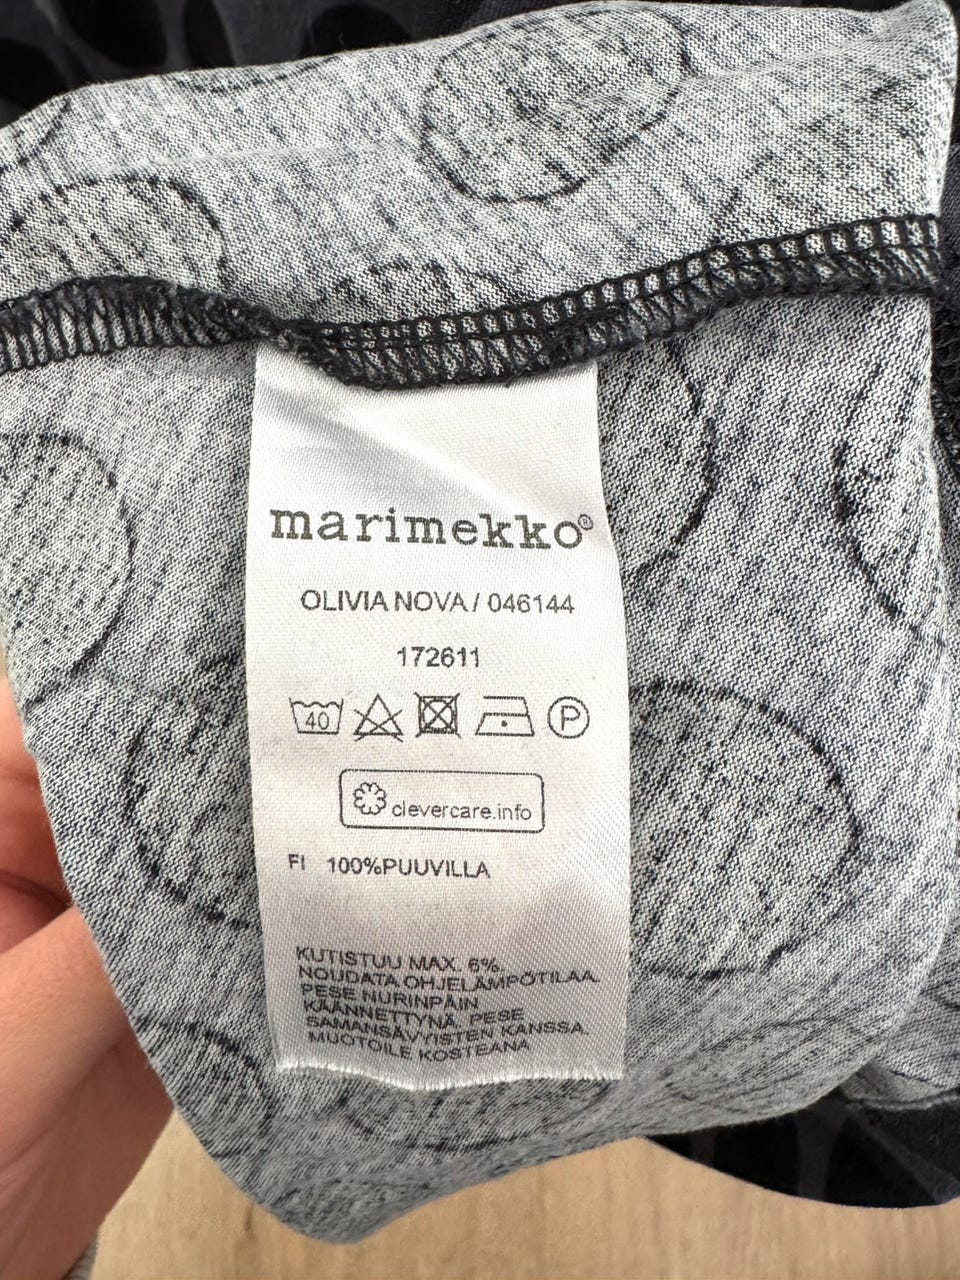 marimekko®
OLIVIA NOVA / 046144
172611
40 P
clevercare.info
FI 100%PUUVILLA
KUTISTUU MAX. 6%.
NOUDATA OHJELÄMPÖTILAA.
PESE NURINPÄIN
KÄÄNNETTYNÄ. PESE
SAMANSÄVYISTEN KANSSA.
MUOTOILE KOSTEANA